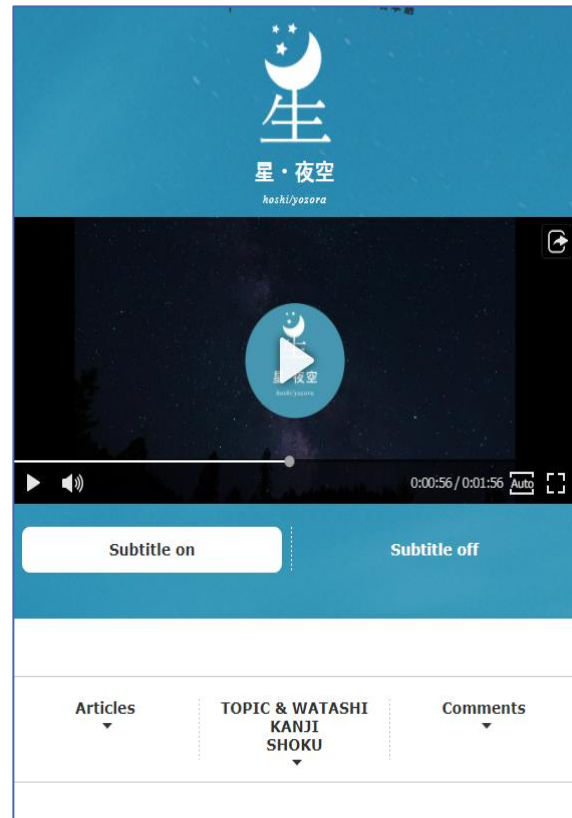 生
星・夜空
hoshi/yozora
星・夜空
hoshi/yozora
0:00:56 / 0:01:56 Auto
Subtitle on
Subtitle off
Articles
TOPIC & WATASHI
KANJI
SHOKU
Comments